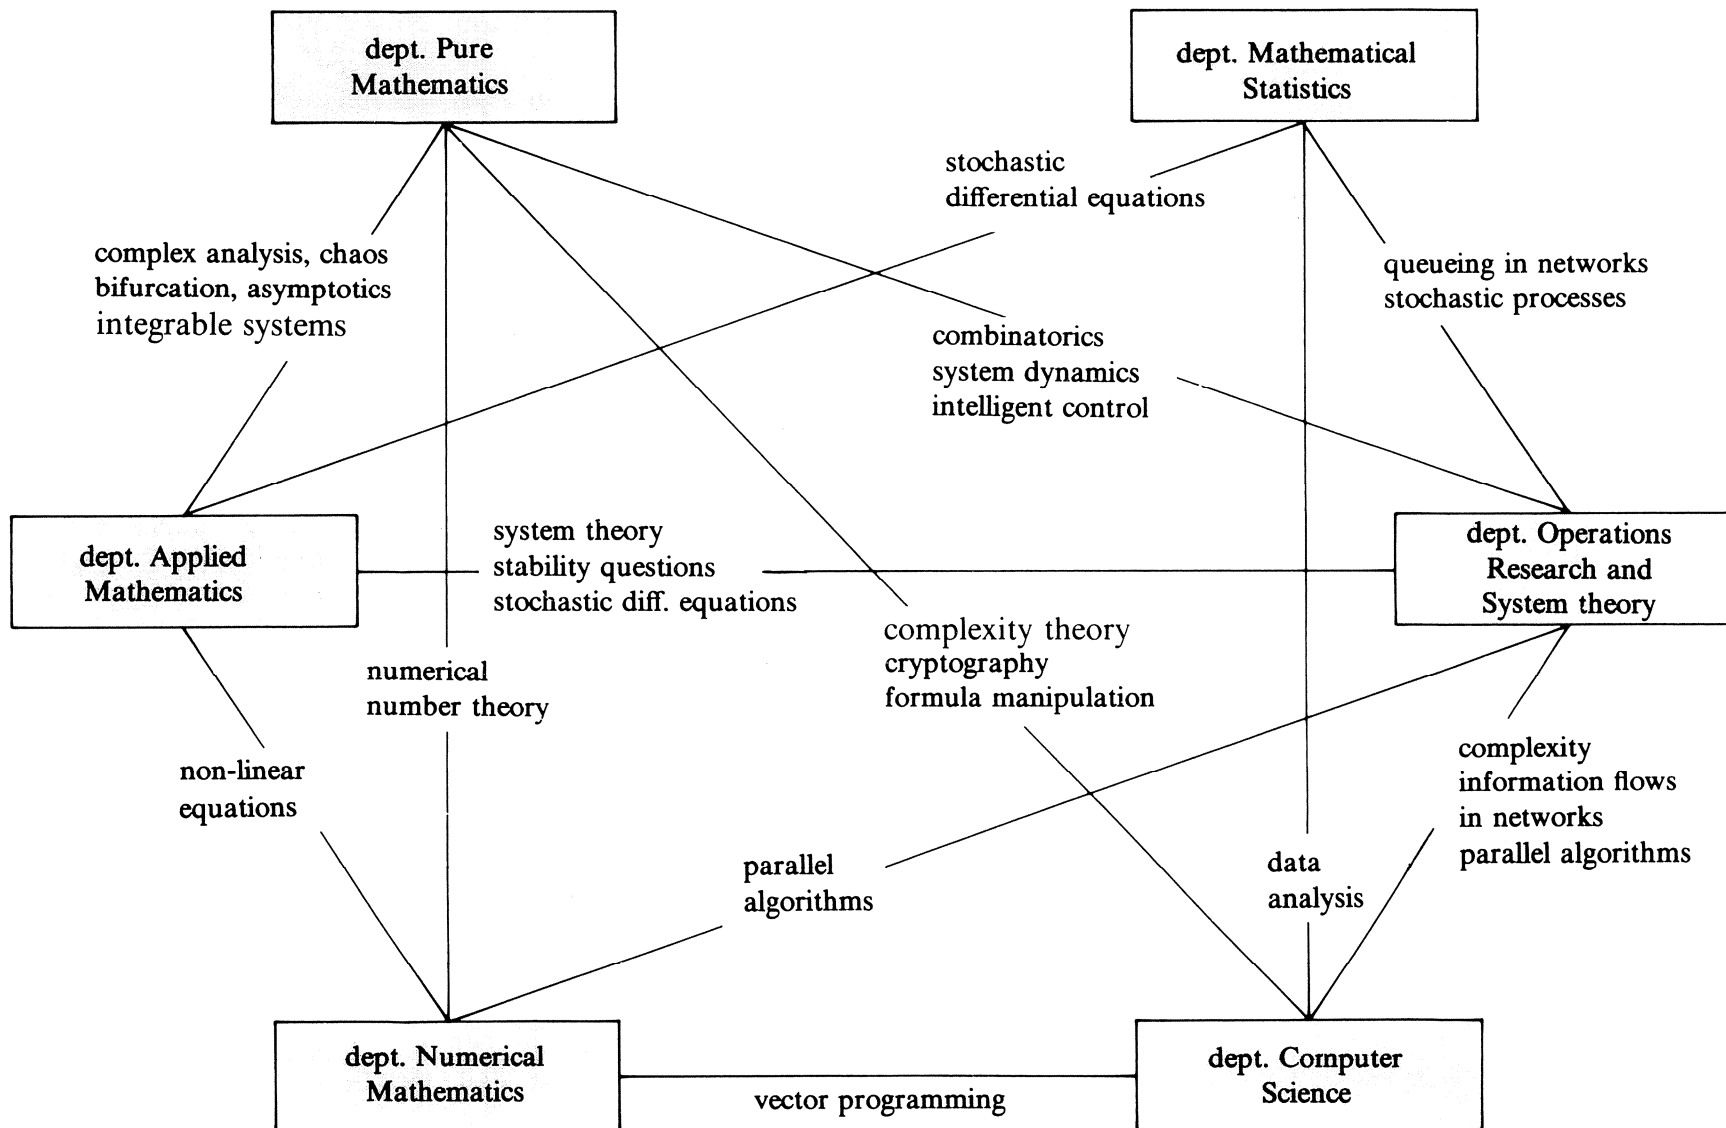 dept. Pure
Mathematics
dept. Mathematical
Statistics
stochastic
differential equations
complex analysis, chaos
bifurcation, asymptotics
integrable systems
queueing in networks
stochastic processes
combinatorics
system dynamics
intelligent control
dept. Applied
Mathematics
system theory
stability questions
stochastic diff. equations
dept. Operations
Research and
System theory
complexity theory
cryptography
formula manipulation
numerical
number theory
non-linear
equations
complexity
information flows
in networks
parallel algorithms
parallel
algorithms
data
analysis
dept. Numerical
Mathematics
vector programming
dept. Computer
Science